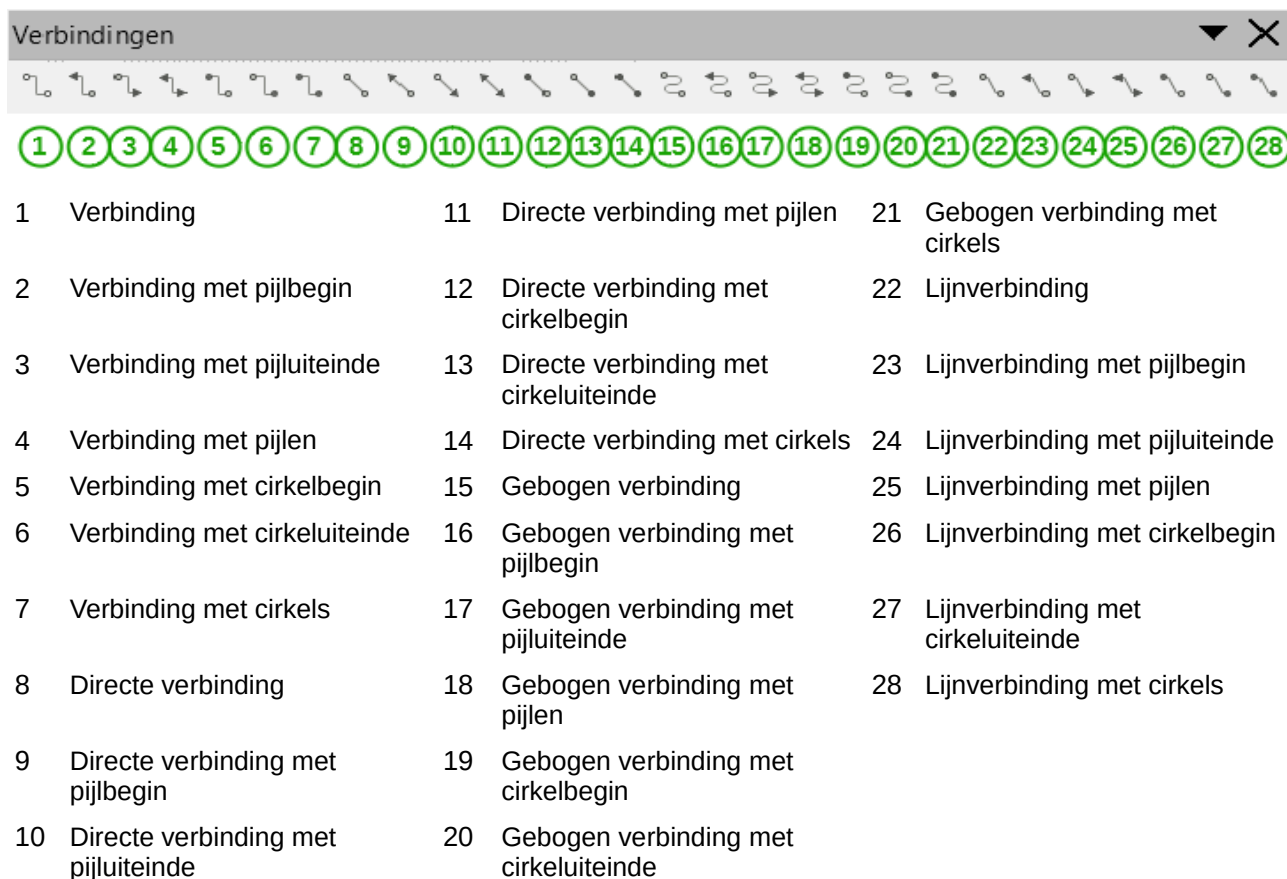 Verbindingen
1 2 3 4 5 6 7 8 9 10 11 12 13 14 15 16 17 18 19 20 21 22 23 24 25 26 27 28
1 Verbinding
2 Verbinding met pijlbegin
3 Verbinding met pijluiteinde
4 Verbinding met pijlen
5 Verbinding met cirkelbegin
6 Verbinding met cirkeluiteinde
7 Verbinding met cirkels
8 Directe verbinding
9 Directe verbinding met
pijlbegin
10 Directe verbinding met
pijluiteinde
11 Directe verbinding met pijlen
12 Directe verbinding met
cirkelbegin
13 Directe verbinding met
cirkeluiteinde
14 Directe verbinding met cirkels
15 Gebogen verbinding
16 Gebogen verbinding met
pijlbegin
17 Gebogen verbinding met
pijluiteinde
18 Gebogen verbinding met
pijlen
19 Gebogen verbinding met
cirkelbegin
20 Gebogen verbinding met
cirkeluiteinde
21 Gebogen verbinding met
cirkels
22 Lijnverbinding
23 Lijnverbinding met pijlbegin
24 Lijnverbinding met pijluiteinde
25 Lijnverbinding met pijlen
26 Lijnverbinding met cirkelbegin
27 Lijnverbinding met
cirkeluiteinde
28 Lijnverbinding met cirkels